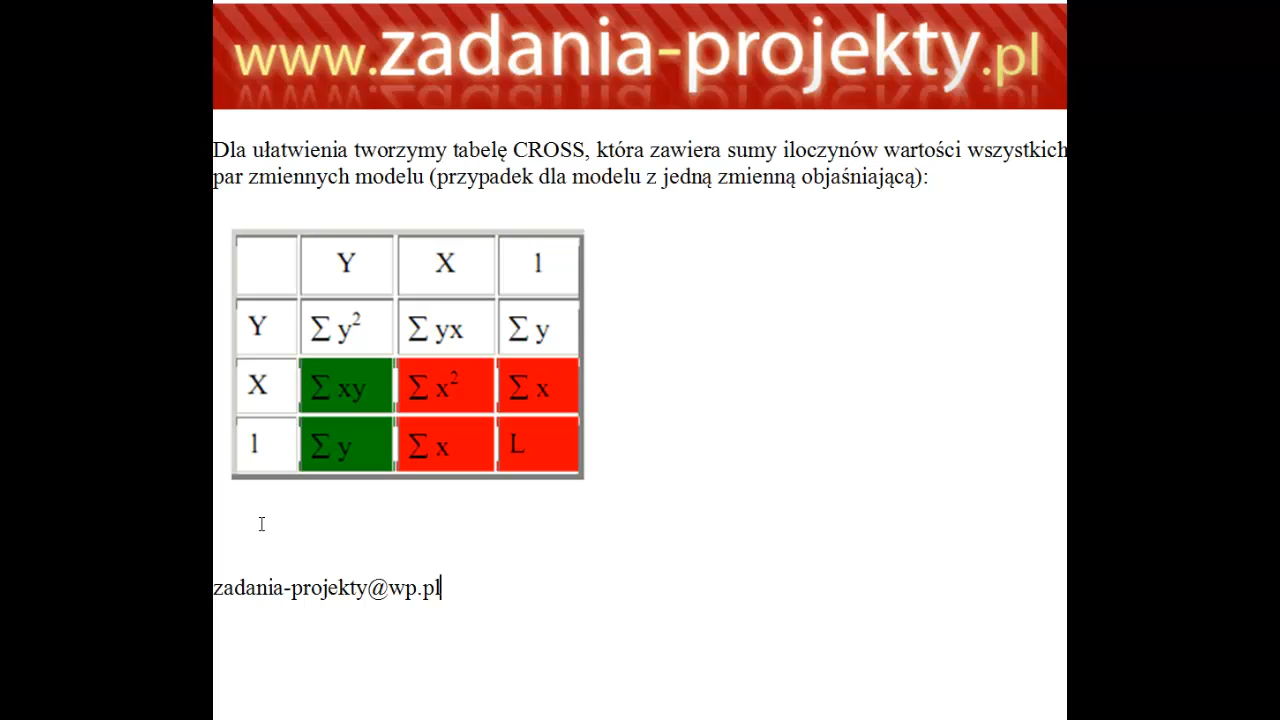 www.zadania-projekty.pl
Dla ułatwienia tworzymy tabelę CROSS, która zawiera sumy iloczynów wartości wszystkich
par zmiennych modelu (przypadek dla modelu z jedną zmienną objaśniającą):
Y X 1
Y ∑ y² ∑ yx ∑ y
X ∑ xy ∑ x² ∑ x
1 ∑ y ∑ x L
zadania-projekty@wp.pl